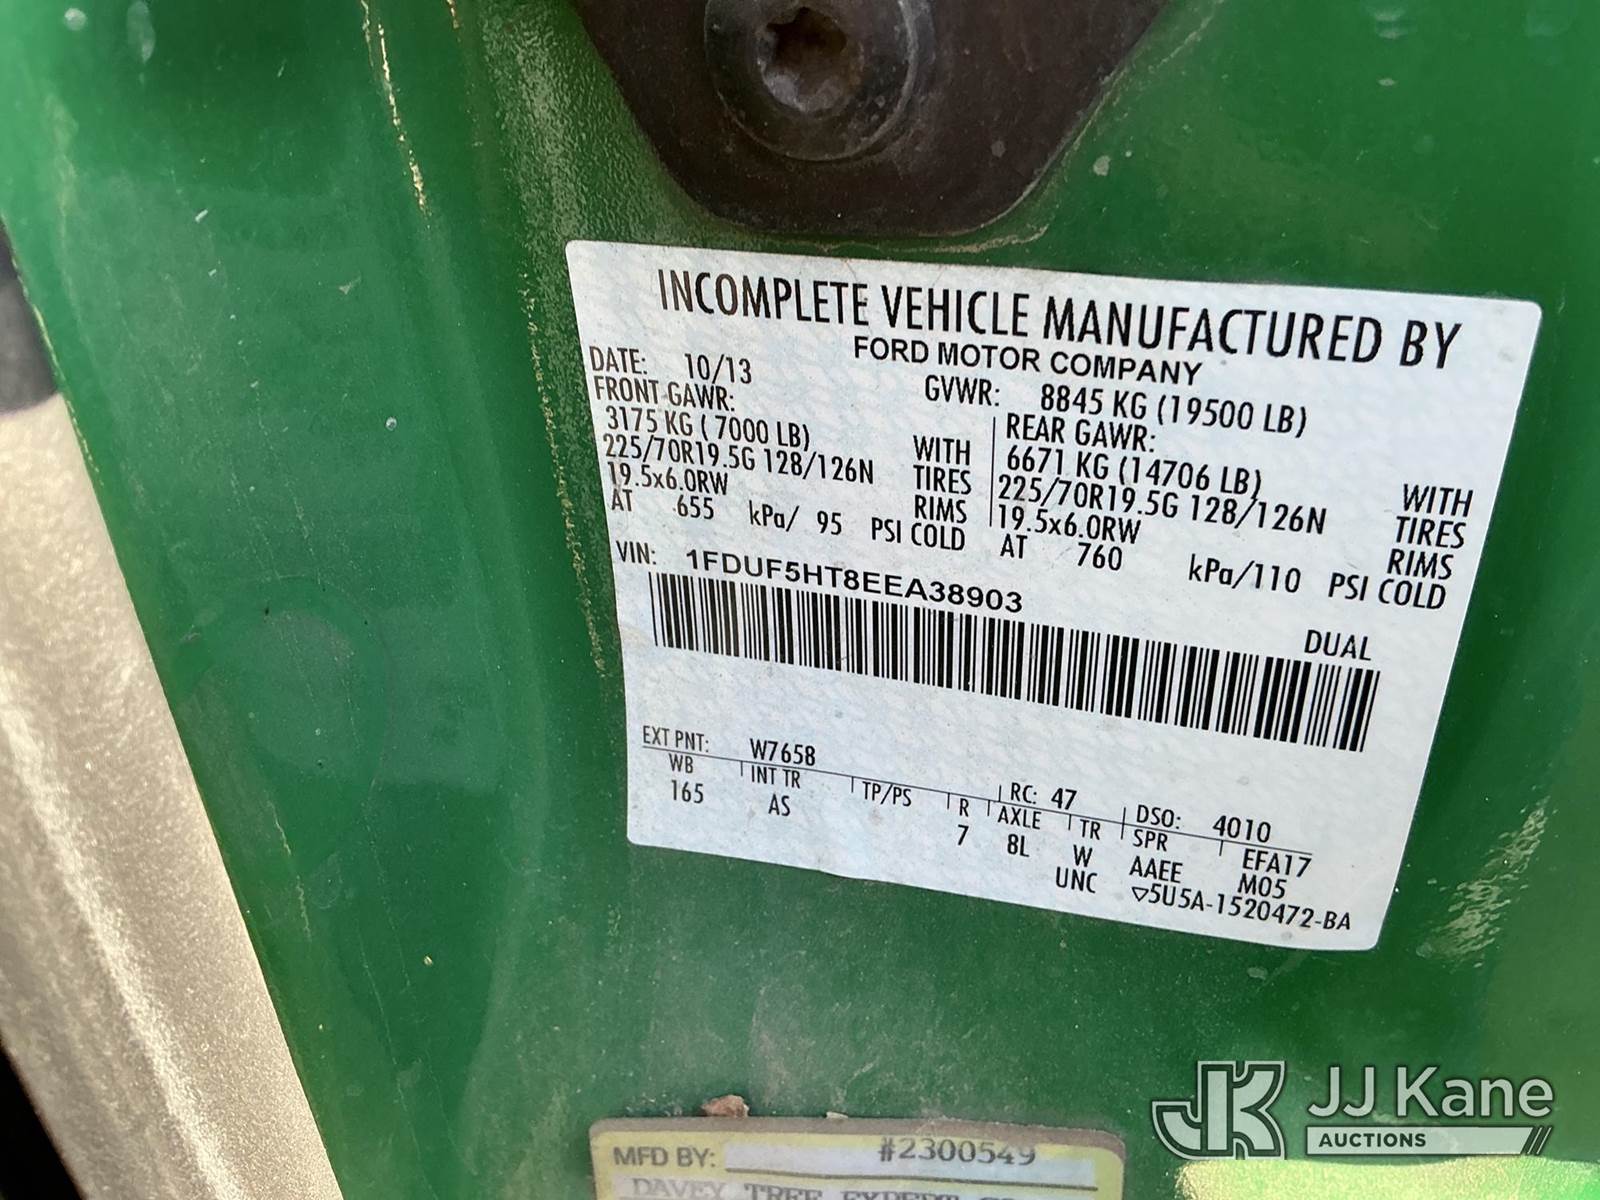 INCOMPLETE VEHICLE MANUFACTURED BY
FORD MOTOR COMPANY
DATE: 10/13 GVWR: 8845 KG (19500 LB)
FRONT GAWR: REAR GAWR:
3175 KG ( 7000 LB) WITH 6671 KG (14706 LB) WITH
225/70R19.5G 128/126N TIRES 225/70R19.5G 128/126N TIRES
19.5x6.0RW RIMS 19.5x6.0RW RIMS
AT 655 kPa/ 95 PSI COLD AT 760 kPa/110 PSI COLD
VIN: 1FDUF5HT8EEA38903
DUAL
EXT PNT: W7658 RC: 47 DSO: 4010
WB INT TR TP/PS R AXLE TR SPR EFA17
165 AS 7 8L W AAEE M05
UNC ▽5U5A-1520472-BA
MFD BY: #2300549
DAVEY TREE EXPERT
JK JJ Kane
AUCTIONS